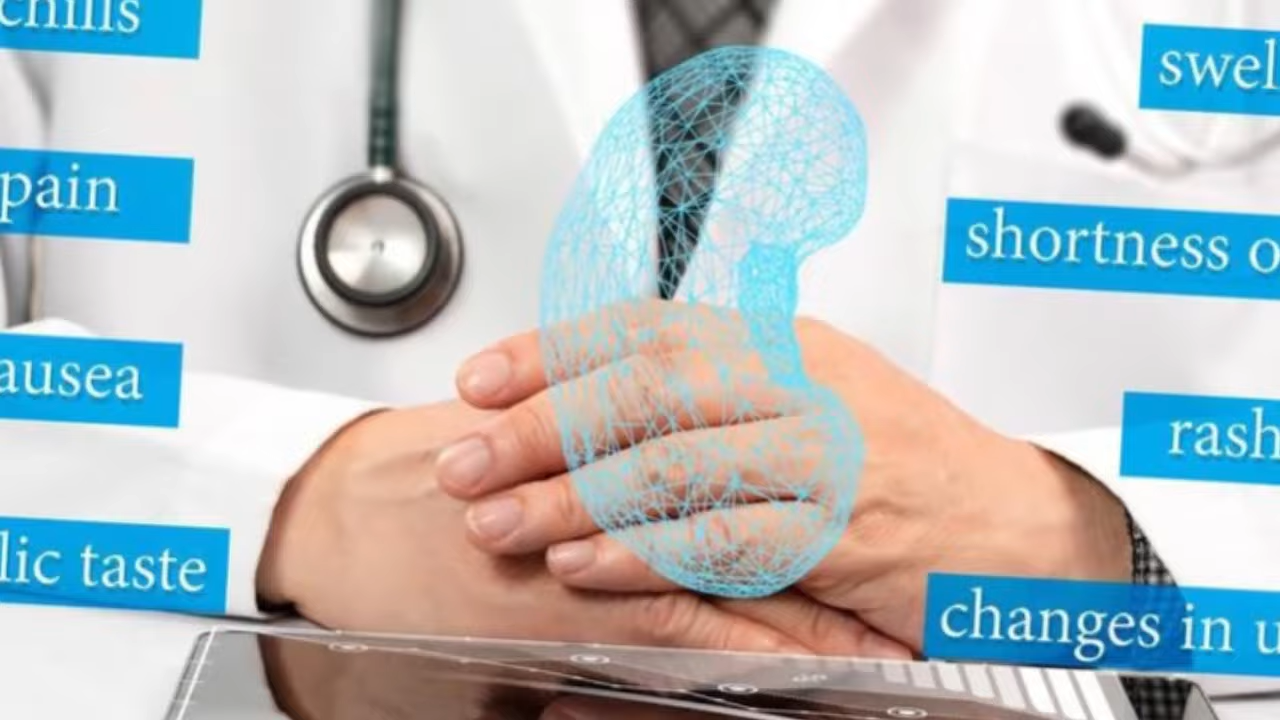 chills
pain
ausea
lic taste
swel
shortness o
rash
changes in u